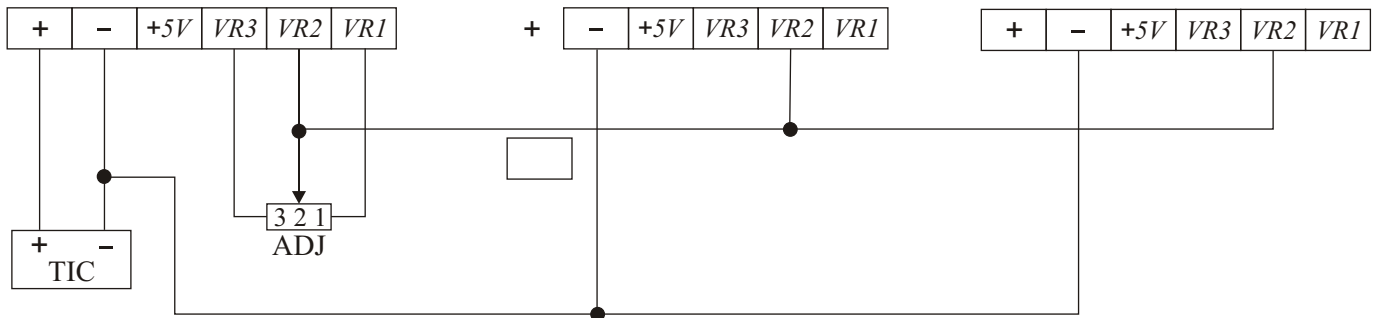 + − +5V VR3 VR2 VR1
+ − +5V VR3 VR2 VR1
+ − +5V VR3 VR2 VR1
3 2 1
ADJ
+ −
TIC